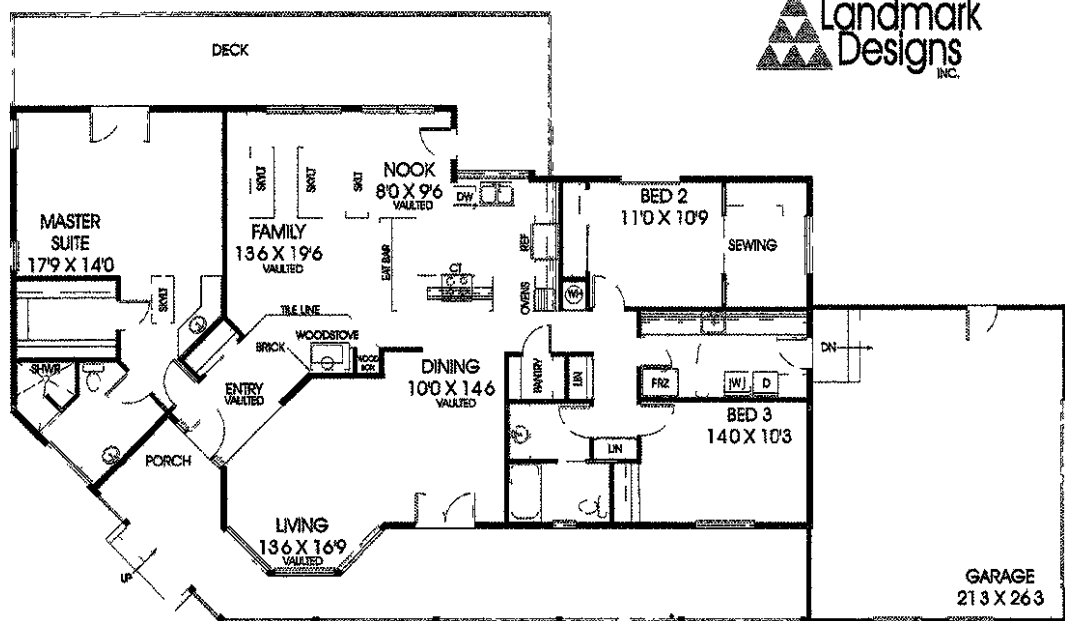 Landmark
Designs
INC.
DECK
NOOK
8'0 X 9'6
VAULTED
SKYLT
SKYLT
SKLT
DW
BED 2
11'0 X 10'9
SEWING
MASTER
SUITE
17'9 X 14'0
FAMILY
13'6 X 19'6
VAULTED
EAT BAR
REF
CT
OVENS
WH
SKYLT
TILE LINE
WOODSTOVE
BRICK
WOOD
BOX
DN
SHWR
ENTRY
VAULTED
DINING
10'0 X 14'6
VAULTED
PANTRY
LIN
FRZ
W
D
BED 3
14'0 X 10'3
LIN
PORCH
LIVING
13'6 X 16'9
VAULTED
UP
GARAGE
21'3 X 26'3